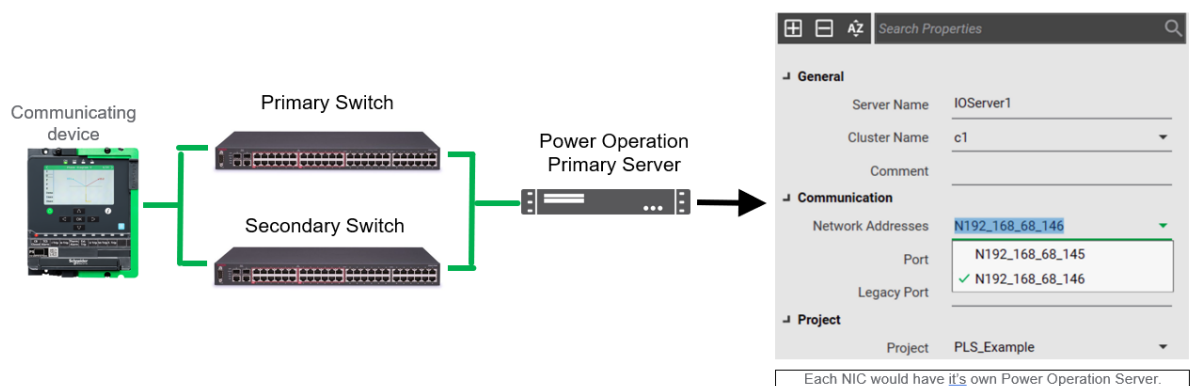 Communicating
device
Primary Switch
Secondary Switch
Power Operation
Primary Server
Search Properties
General
Server Name IOServer1
Cluster Name c1
Comment
Communication
Network Addresses N192_168_68_146
N192_168_68_145
Port
✓ N192_168_68_146
Legacy Port
Project
Project PLS_Example
Each NIC would have it's own Power Operation Server.